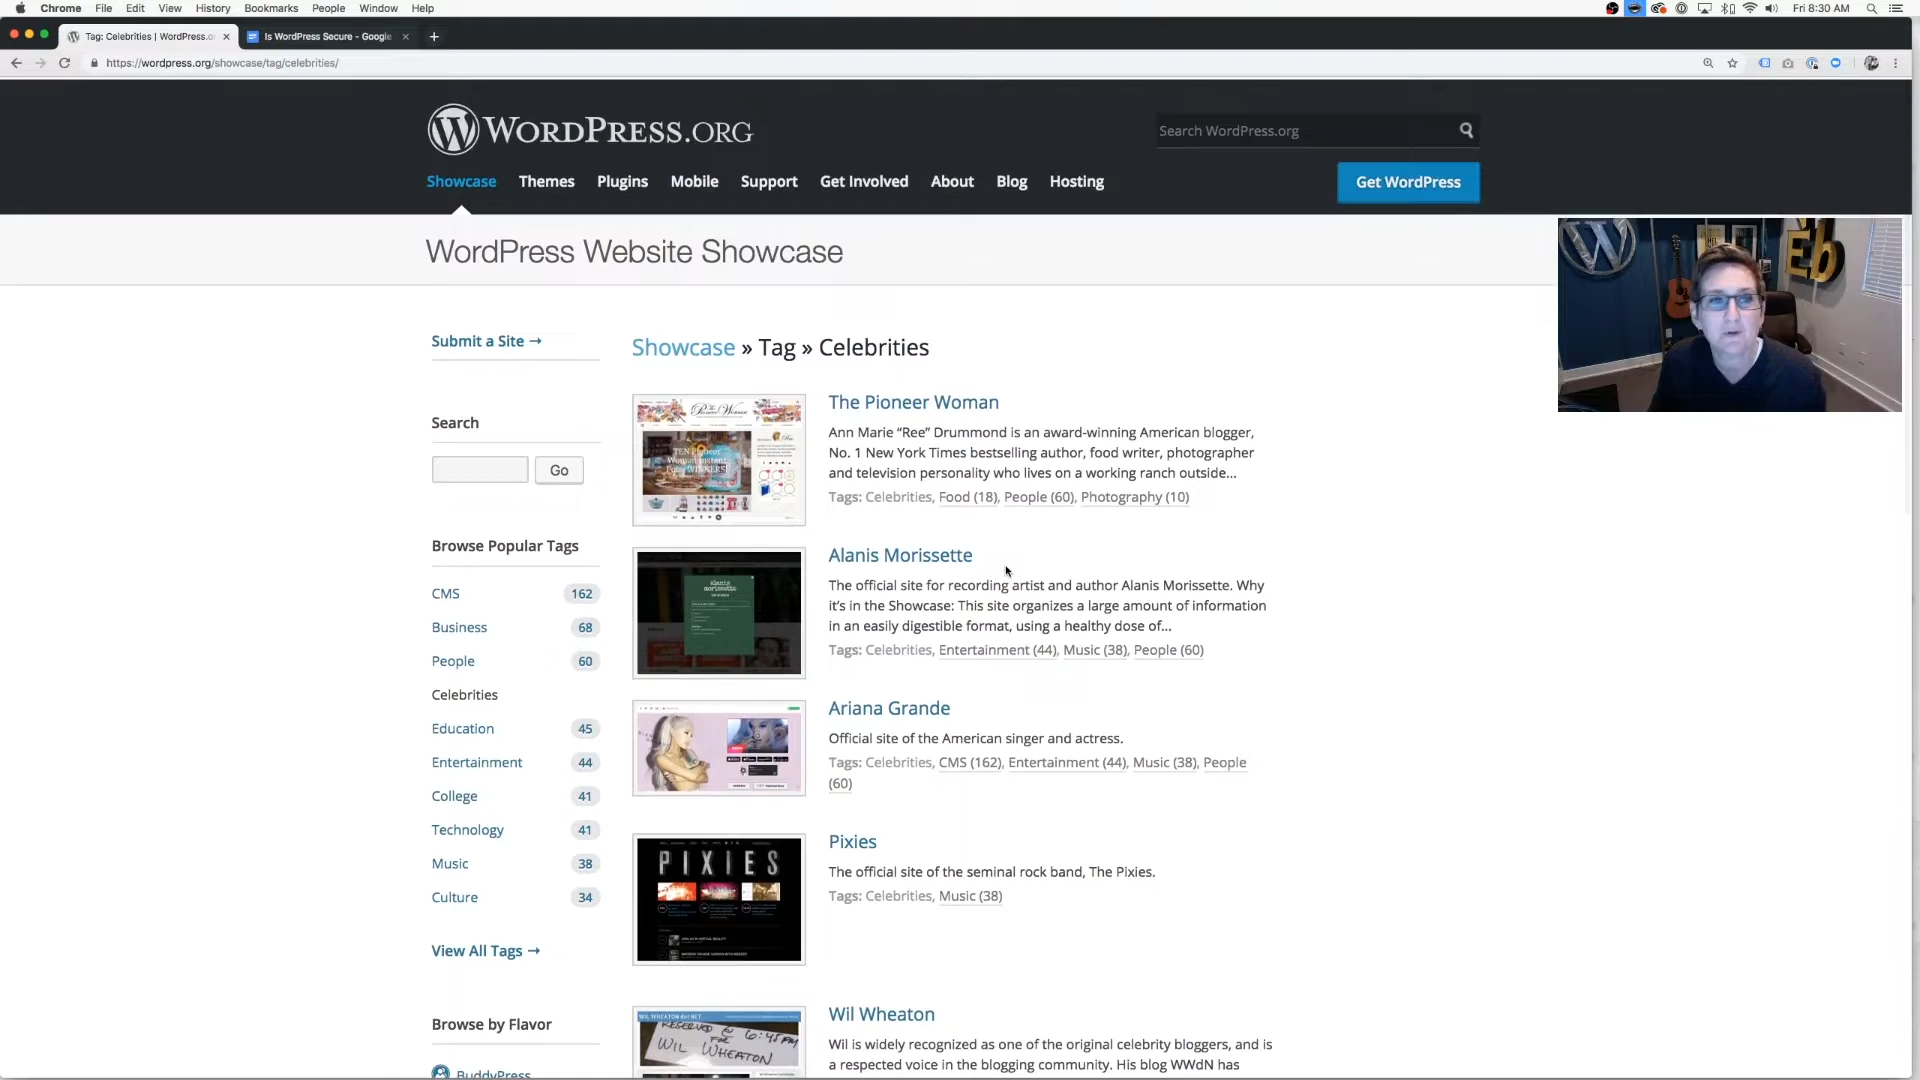 Chrome File Edit View History Bookmarks People Window Help
Fri 8:30 AM
Tag: Celebrities | WordPress.o
Is WordPress Secure - Google
https://wordpress.org/showcase/tag/celebrities/
WORDPRESS.ORG
Search WordPress.org
Showcase Themes Plugins Mobile Support Get Involved About Blog Hosting
Get WordPress
WordPress Website Showcase
Submit a Site →
Search
Go
Browse Popular Tags
CMS 162
Business 68
People 60
Celebrities
Education 45
Entertainment 44
College 41
Technology 41
Music 38
Culture 34
View All Tags →
Browse by Flavor
BuddyPress
Showcase » Tag » Celebrities
The Pioneer Woman
Ann Marie “Ree” Drummond is an award-winning American blogger,
No. 1 New York Times bestselling author, food writer, photographer
and television personality who lives on a working ranch outside...
Tags: Celebrities, Food (18), People (60), Photography (10)
Alanis Morissette
The official site for recording artist and author Alanis Morissette. Why
it’s in the Showcase: This site organizes a large amount of information
in an easily digestible format, using a healthy dose of...
Tags: Celebrities, Entertainment (44), Music (38), People (60)
Ariana Grande
Official site of the American singer and actress.
Tags: Celebrities, CMS (162), Entertainment (44), Music (38), People
(60)
PIXIES
Pixies
The official site of the seminal rock band, The Pixies.
Tags: Celebrities, Music (38)
RESERVED @ 6:45PM
FOR
WIL WHEATON
Wil Wheaton
Wil is widely recognized as one of the original celebrity bloggers, and is
a respected voice in the blogging community. His blog WWdN has
Eb